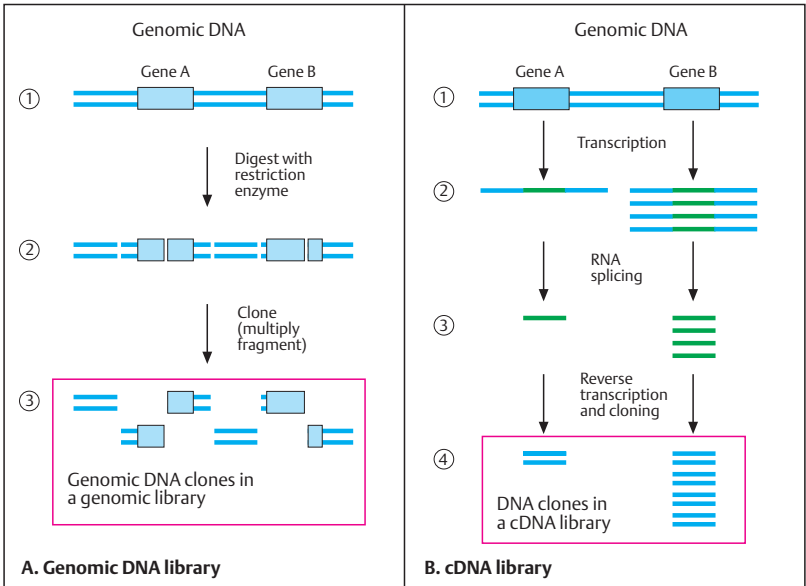 Genomic DNA
Gene A
Gene B
①
Digest with
restriction
enzyme
②
Clone
(multiply
fragment)
③
Genomic DNA clones in
a genomic library
A. Genomic DNA library
Genomic DNA
Gene A
Gene B
①
Transcription
②
RNA
splicing
③
Reverse
transcription
and cloning
④
DNA clones in
a cDNA library
B. cDNA library